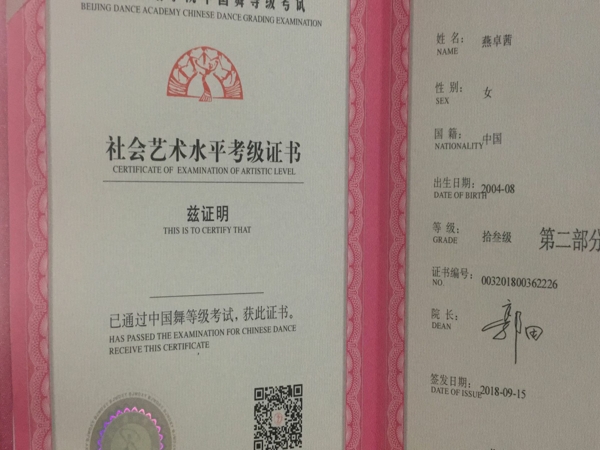 中国舞等级考试
BEIJING DANCE ACADEMY CHINESE DANCE GRADING EXAMINATION
社会艺术水平考级证书
CERTIFICATE OF EXAMINATION OF ARTISTIC LEVEL
兹证明
THIS IS TO CERTIFY THAT
已通过中国舞等级考试，获此证书。
HAS PASSED THE EXAMINATION FOR CHINESE DANCE
RECEIVE THIS CERTIFICATE
姓 名： 燕卓茜
NAME
性 别： 女
SEX
国 籍： 中国
NATIONALITY
出生日期： 2004-08
DATE OF BIRTH
等 级： 拾叁级 第二部分
GRADE
证书编号： 003201800362226
NO.
院 长：
DEAN
签发日期： 2018-09-15
DATE OF ISSUE